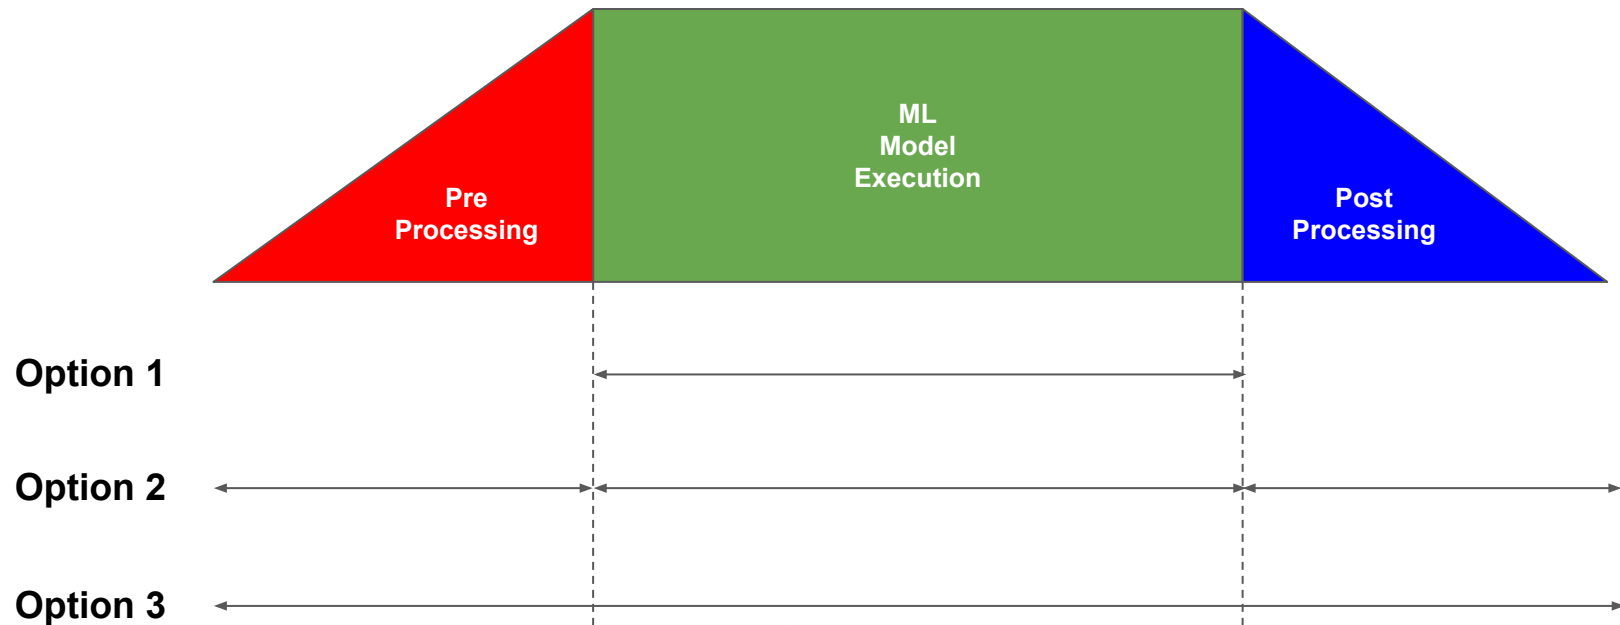 ML
Model
Execution
Pre
Processing
Post
Processing
Option 1
Option 2
Option 3